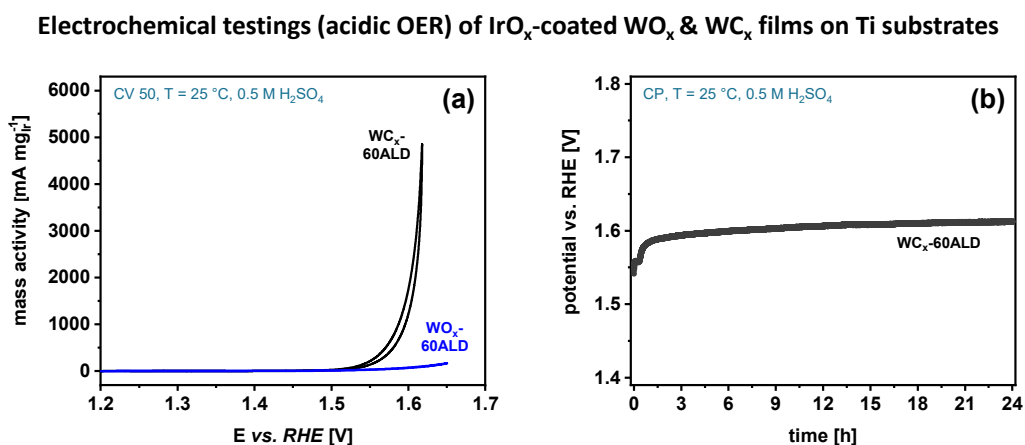 Electrochemical testings (acidic OER) of IrOₓ-coated WOₓ & WCₓ films on Ti substrates
CV 50, T = 25 °C, 0.5 M H₂SO₄
(a)
mass activity [mA mg⁻¹ Ir]
6000
5000
4000
3000
2000
1000
0
WCₓ-
60ALD
WOₓ-
60ALD
1.2
1.3
1.4
1.5
1.6
1.7
E vs. RHE [V]
CP, T = 25 °C, 0.5 M H₂SO₄
(b)
potential vs. RHE [V]
1.8
1.7
1.6
1.5
1.4
WCₓ-60ALD
0
3
6
9
12
15
18
21
24
time [h]